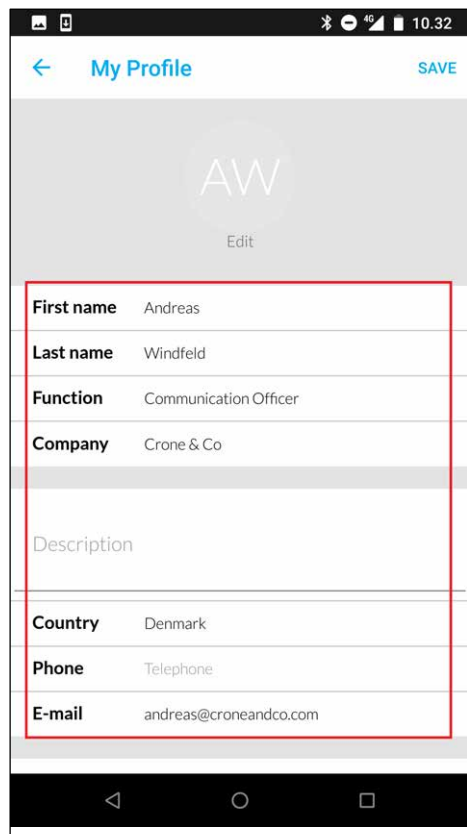 4G 10.32
My Profile SAVE
AW
Edit
First name Andreas
Last name Windfeld
Function Communication Officer
Company Crone & Co
Description
Country Denmark
Phone Telephone
E-mail andreas@croneandco.com